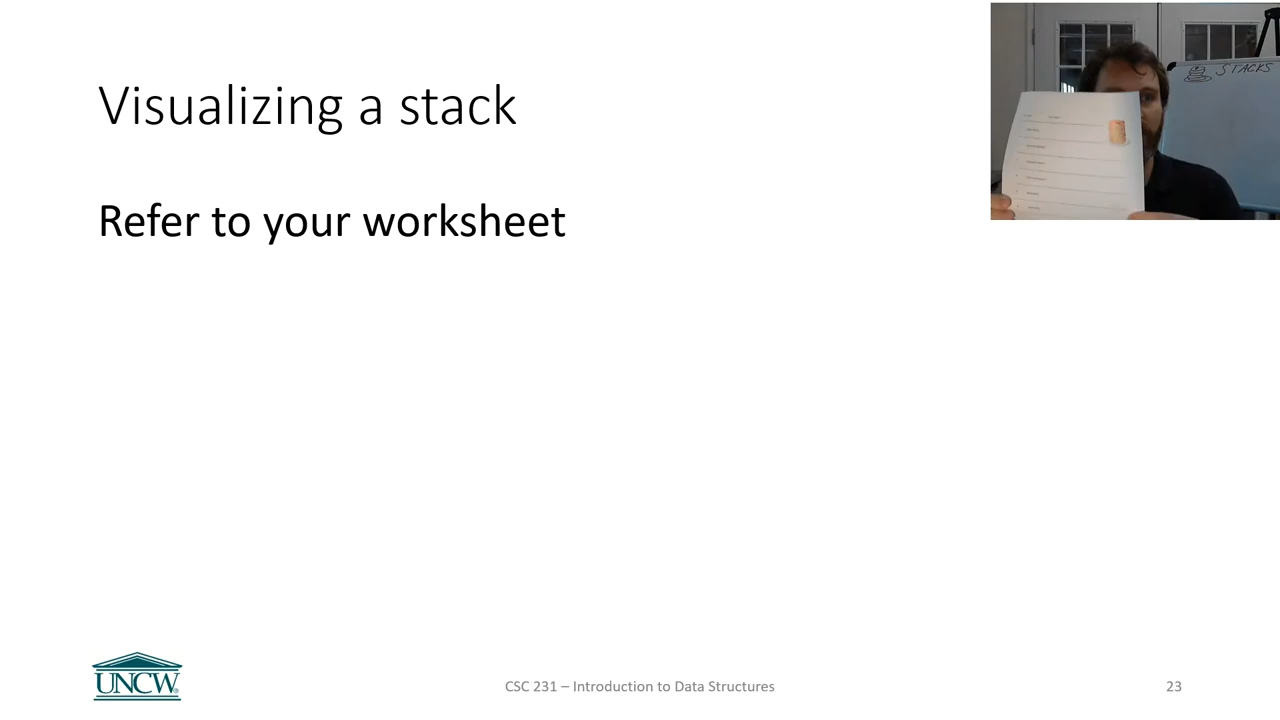 Visualizing a stack
STACKS
Refer to your worksheet
UNCW
CSC 231 – Introduction to Data Structures
23